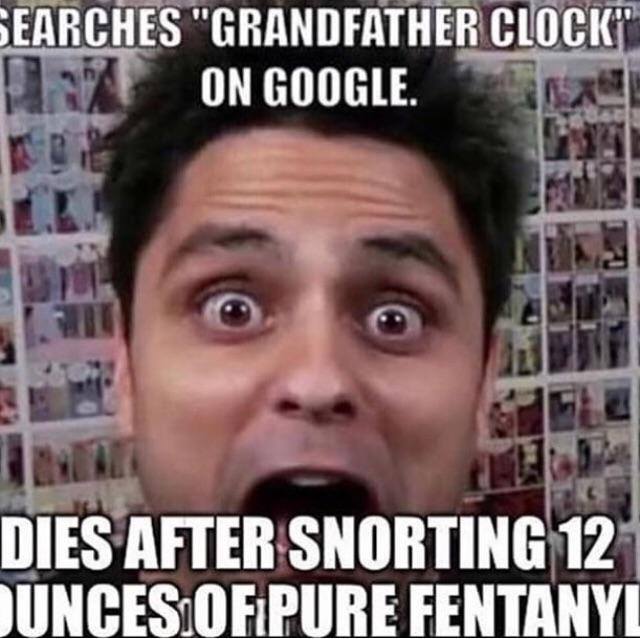 SEARCHES "GRANDFATHER CLOCK"
ON GOOGLE.
DIES AFTER SNORTING 12
OUNCES OF PURE FENTANYL